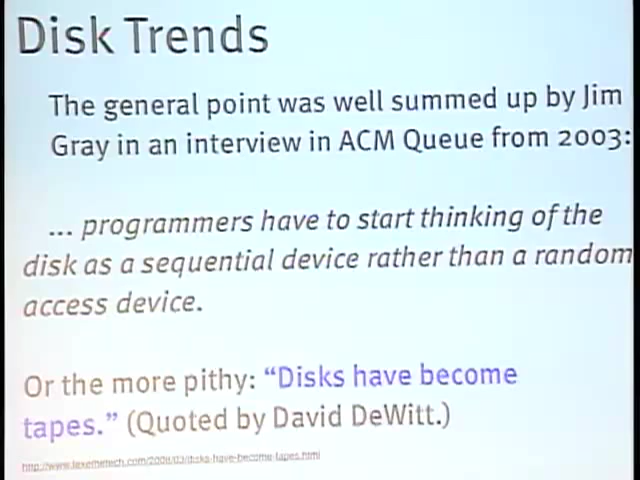 Disk Trends
The general point was well summed up by Jim
Gray in an interview in ACM Queue from 2003:
... programmers have to start thinking of the
disk as a sequential device rather than a random
access device.
Or the more pithy: “Disks have become
tapes.” (Quoted by David DeWitt.)
http://www.lexemetech.com/2008/03/disks-have-become-tapes.html